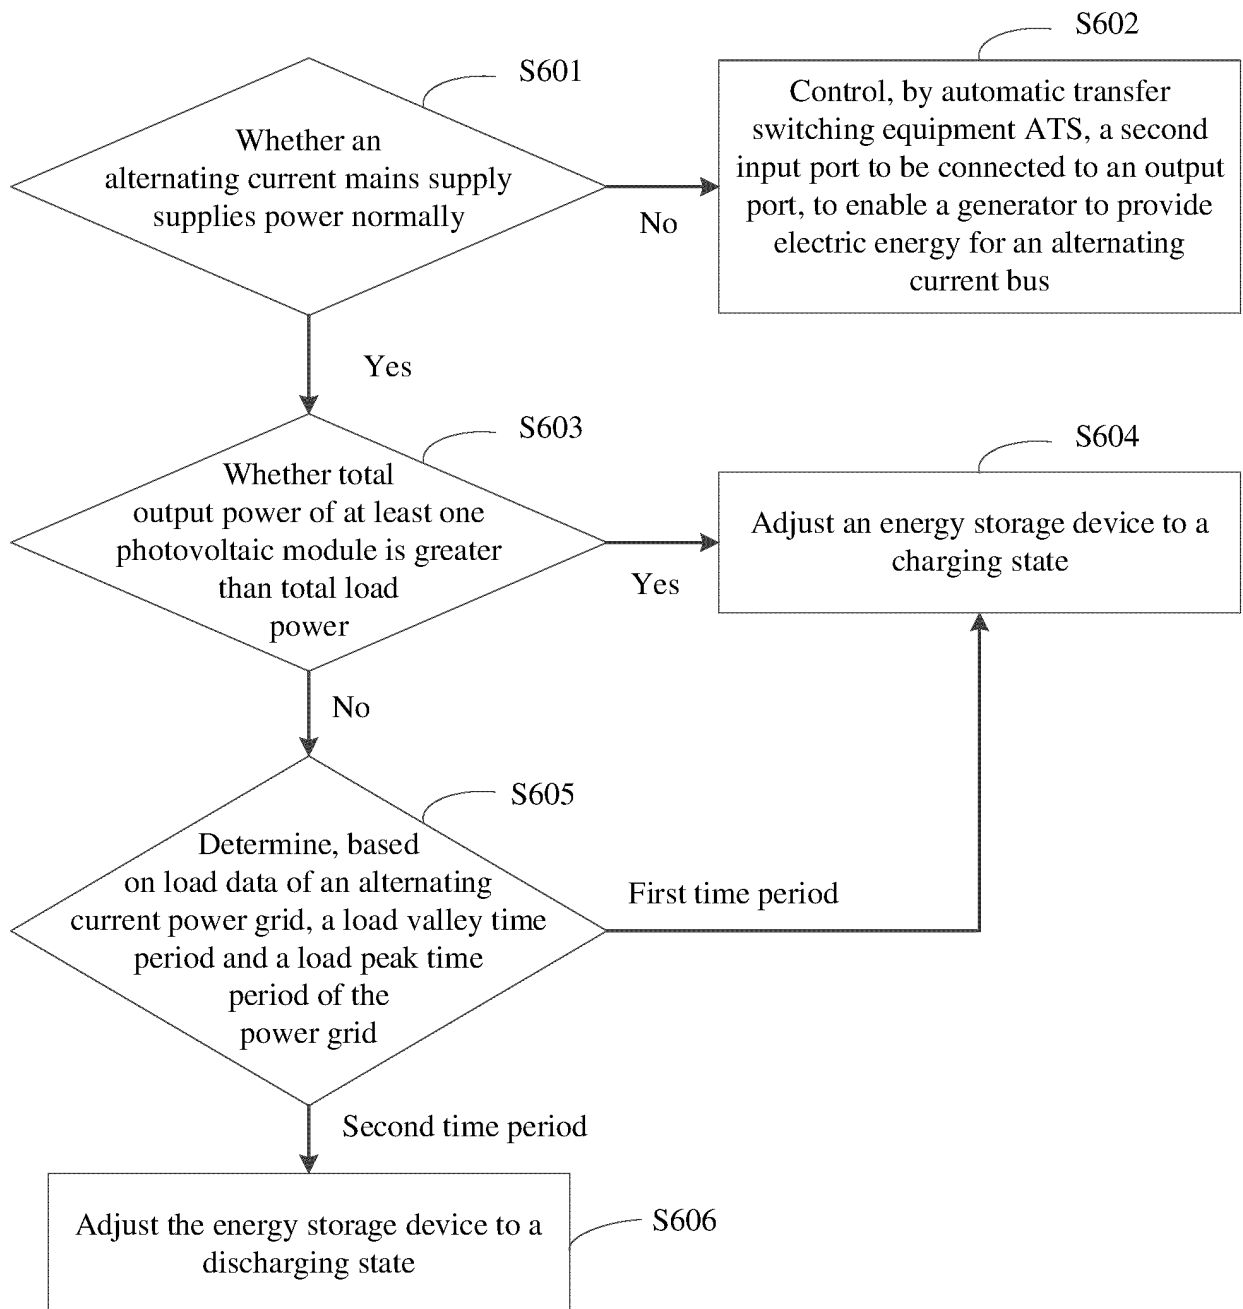 S601
Whether an
alternating current mains supply
supplies power normally
No
S602
Control, by automatic transfer
switching equipment ATS, a second
input port to be connected to an output
port, to enable a generator to provide
electric energy for an alternating
current bus
Yes
S603
Whether total
output power of at least one
photovoltaic module is greater
than total load
power
Yes
S604
Adjust an energy storage device to a
charging state
No
S605
Determine, based
on load data of an alternating
current power grid, a load valley time
period and a load peak time
period of the
power grid
First time period
Second time period
Adjust the energy storage device to a
discharging state
S606